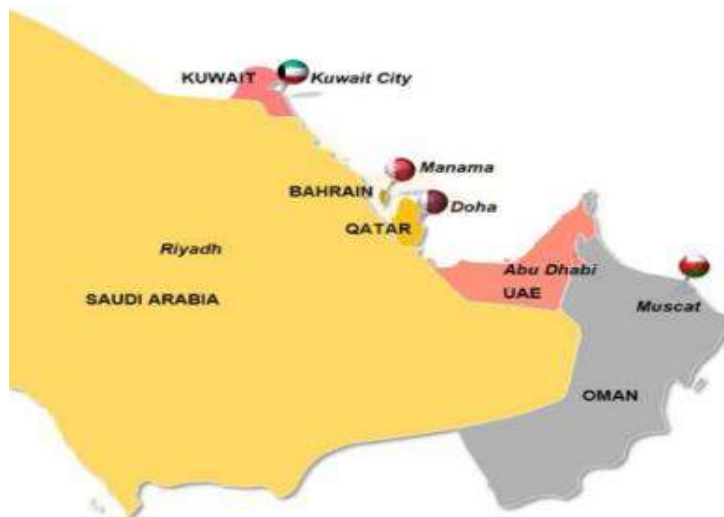 KUWAIT
Kuwait City
Manama
BAHRAIN
Doha
QATAR
Riyadh
Abu Dhabi
SAUDI ARABIA
UAE
Muscat
OMAN